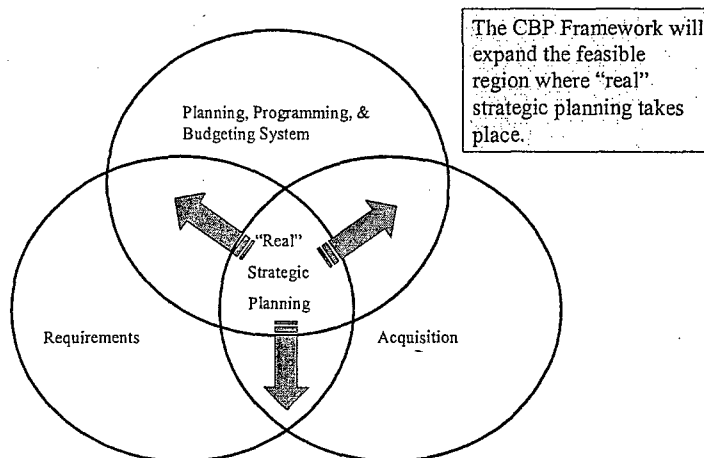 The CBP Framework will
expand the feasible
region where “real”
strategic planning takes
place.
Planning, Programming, &
Budgeting System
“Real”
Strategic
Planning
Requirements
Acquisition